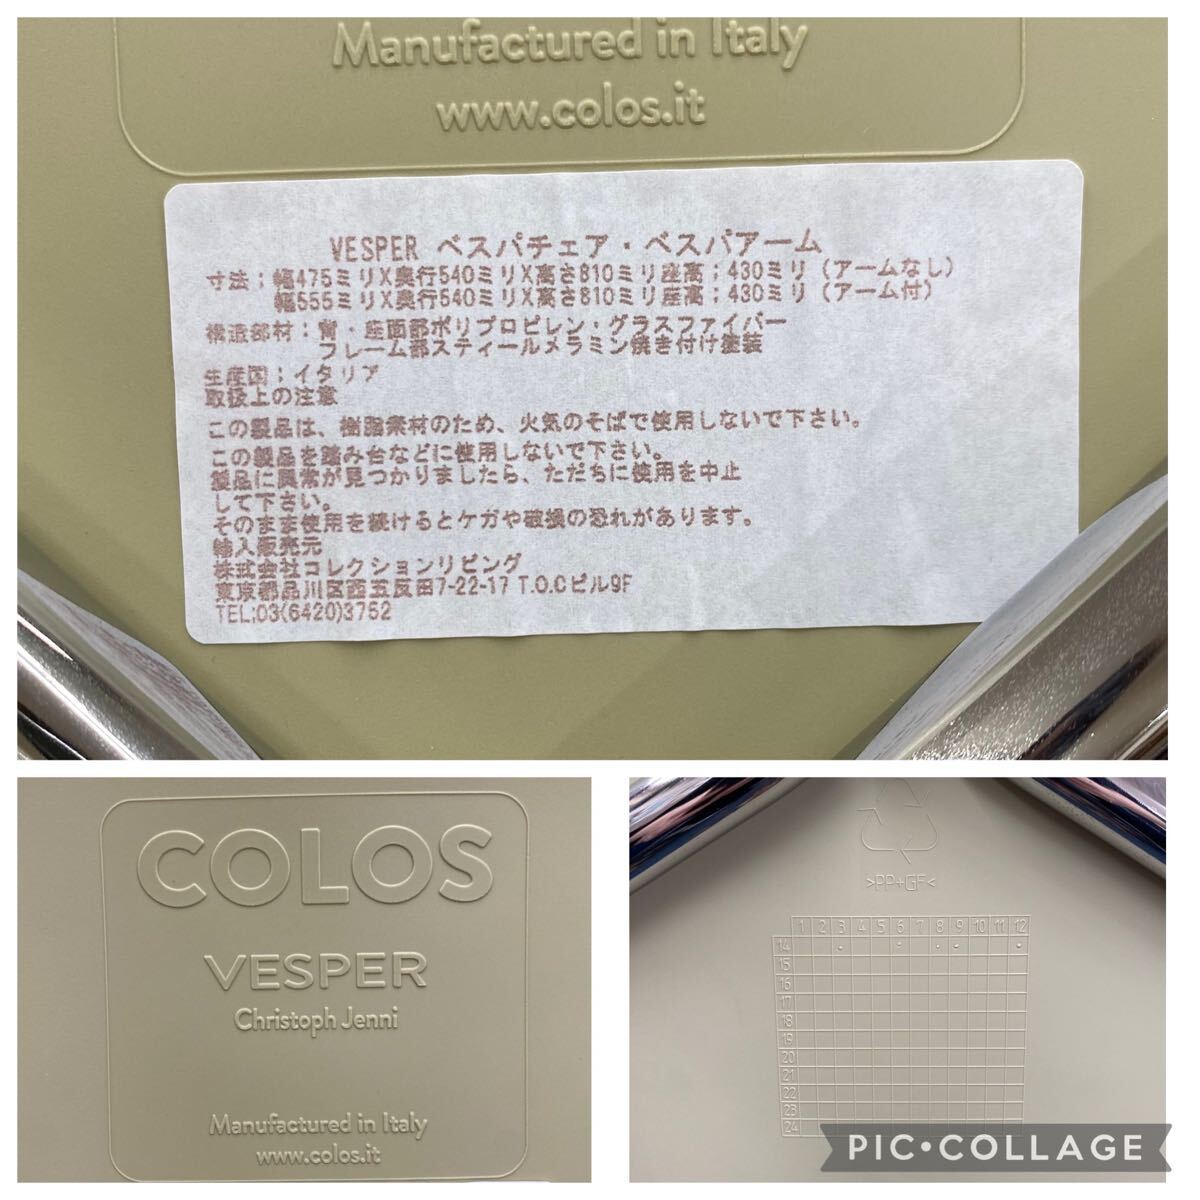 Manufactured in Italy
www.colos.it
VESPER ベスパチェア・ベスパアーム
寸法；幅475ミリX奥行540ミリX高さ810ミリ座高；430ミリ（アームなし）
幅555ミリX奥行540ミリX高さ810ミリ座高；430ミリ（アーム付）
構造部材；背・座面部ポリプロピレン・グラスファイバー
フレーム部スティールメラミン焼き付け塗装
生産国；イタリア
取扱上の注意
この製品は、樹脂素材のため、火気のそばで使用しないで下さい。
この製品を踏み台などに使用しないで下さい。
製品に異常が見つかりましたら、ただちに使用を中止
して下さい。
そのまま使用を続けるとケガや破損の恐れがあります。
輸入販売元
株式会社コレクションリビング
東京都品川区西五反田7-22-17 T.O.Cビル9F
TEL;03(6420)3752
COLOS
VESPER
Christoph Jenni
Manufactured in Italy
www.colos.it
>PP+GF<
1 2 3 4 5 6 7 8 9 10 11 12
14
15
16
17
18
19
20
21
22
23
24
PIC•COLLAGE